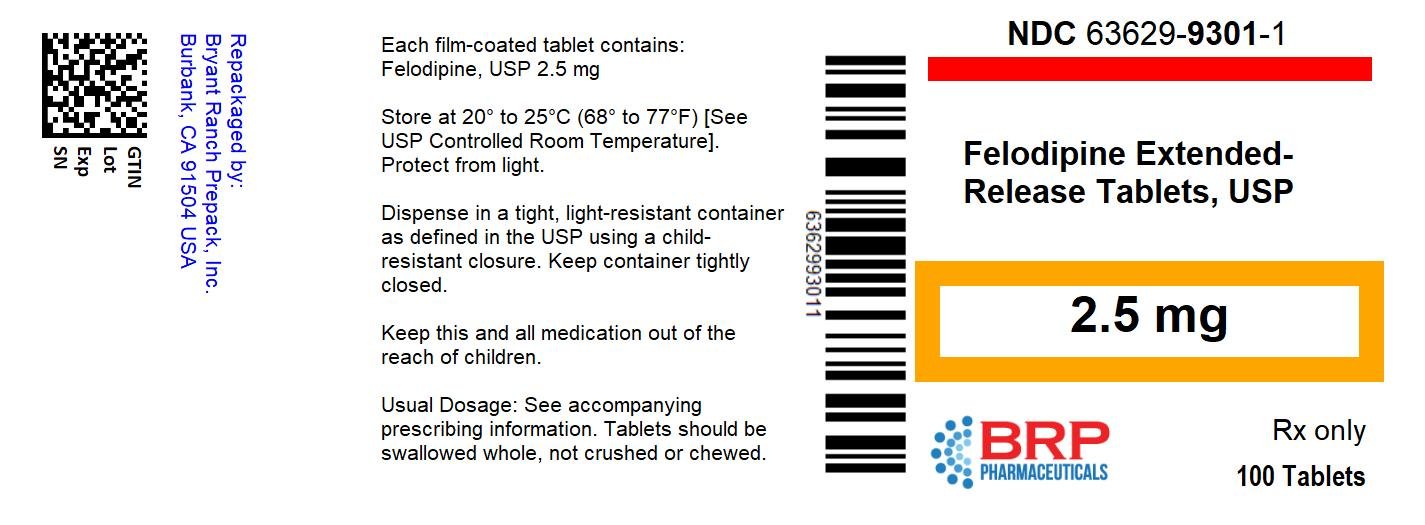 GTIN
Lot
Exp
SN
Repackaged by:
Bryant Ranch Prepack, Inc.
Burbank, CA 91504 USA
Each film-coated tablet contains:
Felodipine, USP 2.5 mg
Store at 20° to 25°C (68° to 77°F) [See
USP Controlled Room Temperature].
Protect from light.
Dispense in a tight, light-resistant container
as defined in the USP using a child-
resistant closure. Keep container tightly
closed.
Keep this and all medication out of the
reach of children.
Usual Dosage: See accompanying
prescribing information. Tablets should be
swallowed whole, not crushed or chewed.
6362993011
NDC 63629-9301-1
Felodipine Extended-
Release Tablets, USP
2.5 mg
BRP
PHARMACEUTICALS
Rx only
100 Tablets